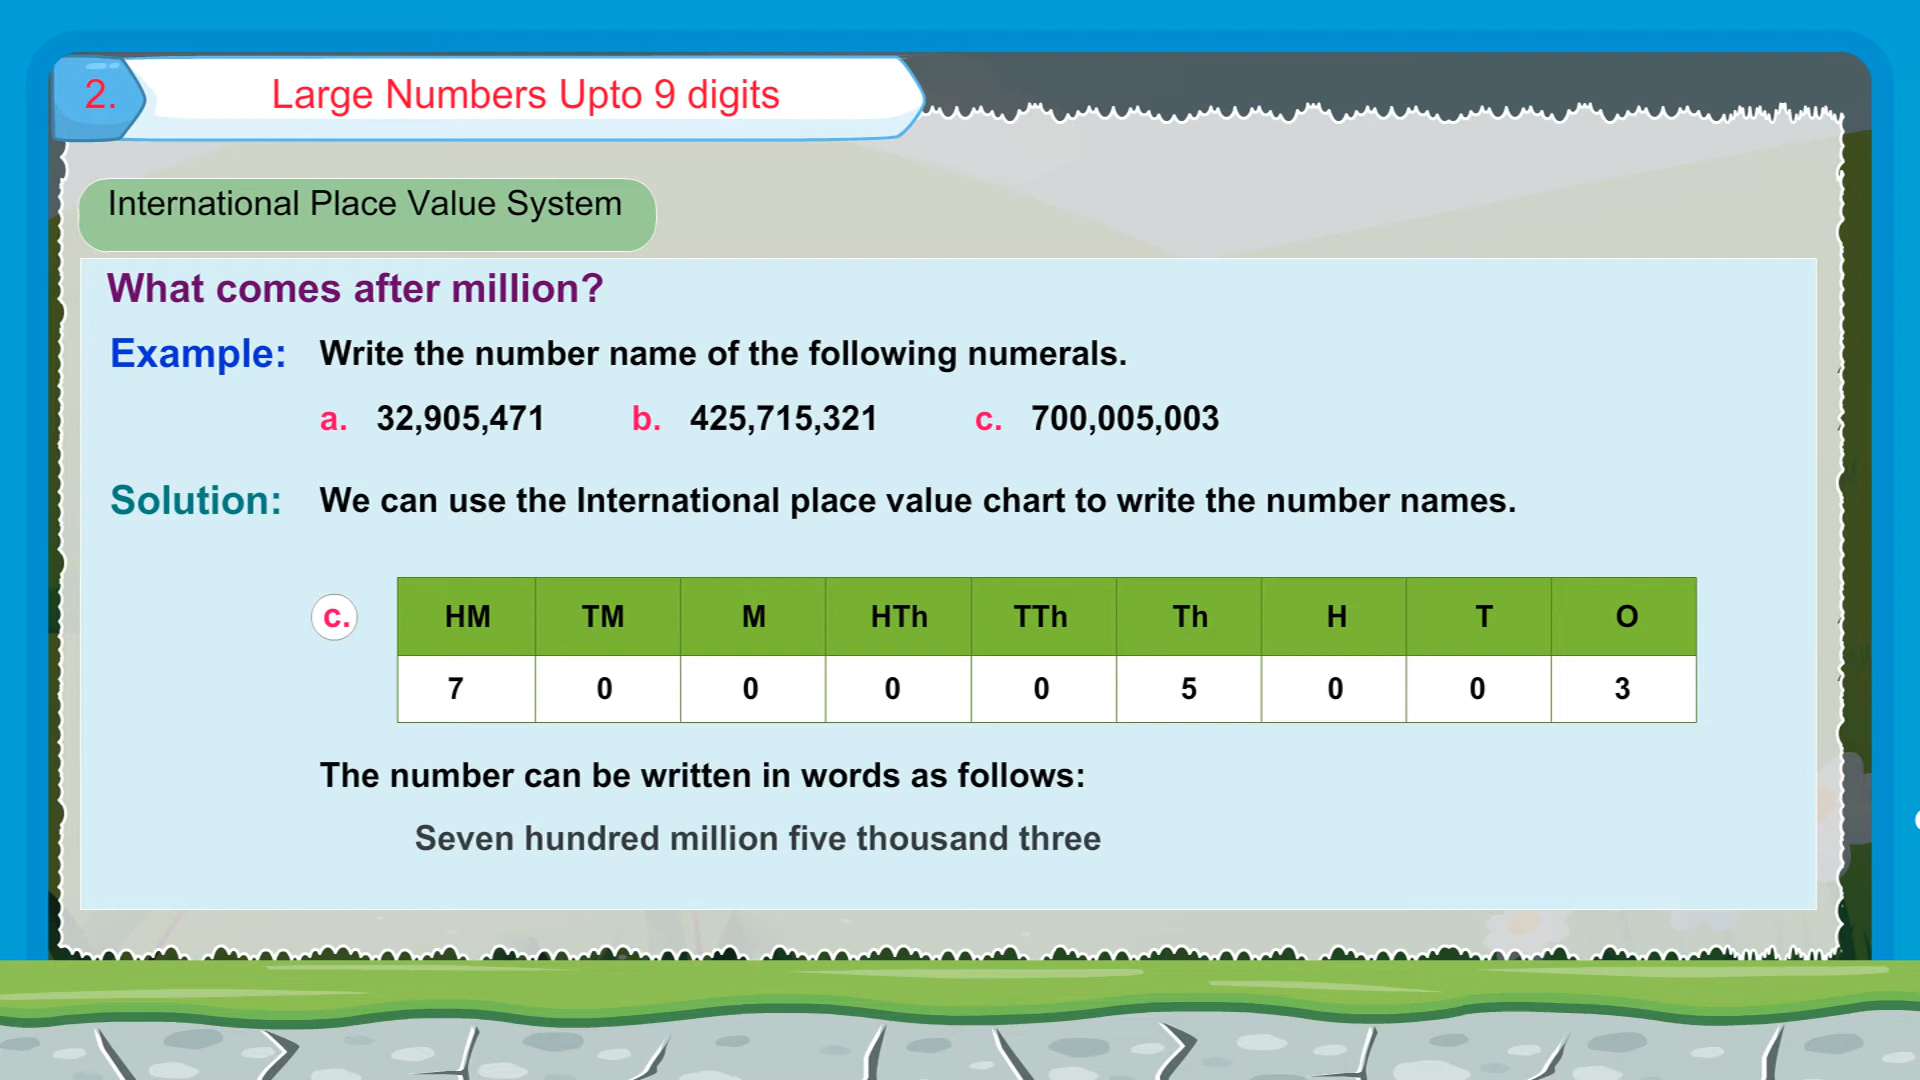 2. Large Numbers Upto 9 digits
International Place Value System
What comes after million?
Example: Write the number name of the following numerals.
a. 32,905,471 b. 425,715,321 c. 700,005,003
Solution: We can use the International place value chart to write the number names.
c. HM TM M HTh TTh Th H T O
7 0 0 0 0 5 0 0 3
The number can be written in words as follows:
Seven hundred million five thousand three